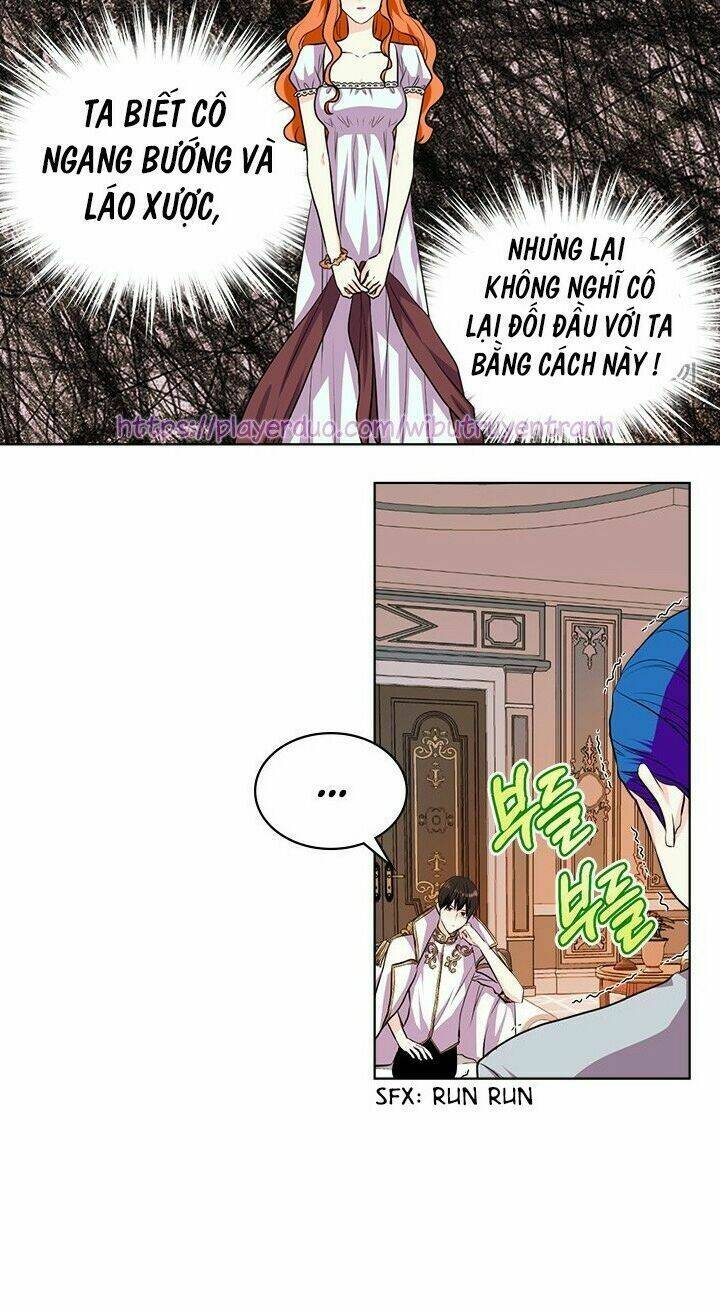 TA BIẾT CÔ
NGANG BƯỚNG VÀ
LÁO XƯỢC,
NHƯNG LẠI
KHÔNG NGHĨ CÔ
LẠI ĐỐI ĐẦU VỚI TA
BẰNG CÁCH NÀY !
https://playerduo.com/wibutruyentranh
...
부들
부들
SFX: RUN RUN